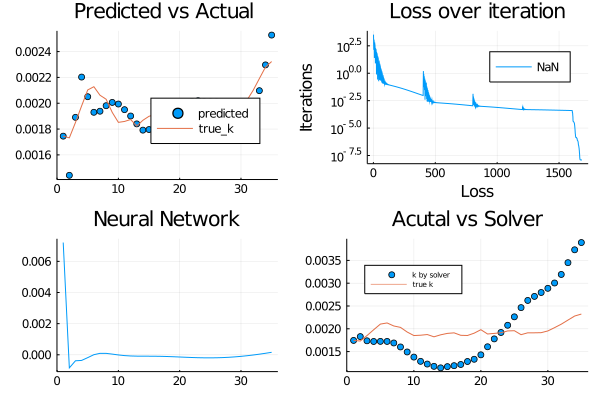 Predicted vs Actual
0.0024
0.0022
0.0020
0.0018
0.0016
predicted
true_k
0 10 20 30
Loss over iteration
Iterations
10^2.5
10^0.0
10^-2.5
10^-5.0
10^-7.5
NaN
0 500 1000 1500
Loss
Neural Network
0.006
0.004
0.002
0.000
0 10 20 30
Acutal vs Solver
0.0035
0.0030
0.0025
0.0020
0.0015
k by solver
true k
0 10 20 30